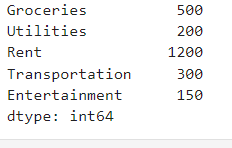 Groceries 500
Utilities 200
Rent 1200
Transportation 300
Entertainment 150
dtype: int64